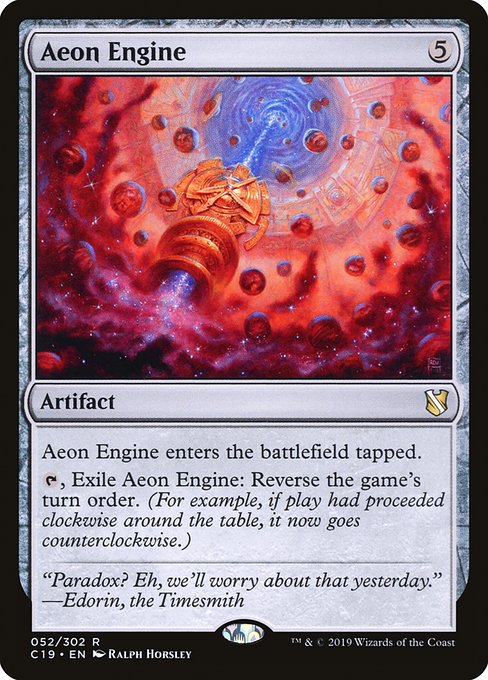 Aeon Engine 5
Artifact
Aeon Engine enters the battlefield tapped.
, Exile Aeon Engine: Reverse the game's
turn order. (For example, if play had proceeded
clockwise around the table, it now goes
counterclockwise.)
“Paradox? Eh, we'll worry about that yesterday.”
—Edorin, the Timesmith
052/302 R
C19 • EN Ralph Horsley
™ & © 2019 Wizards of the Coast